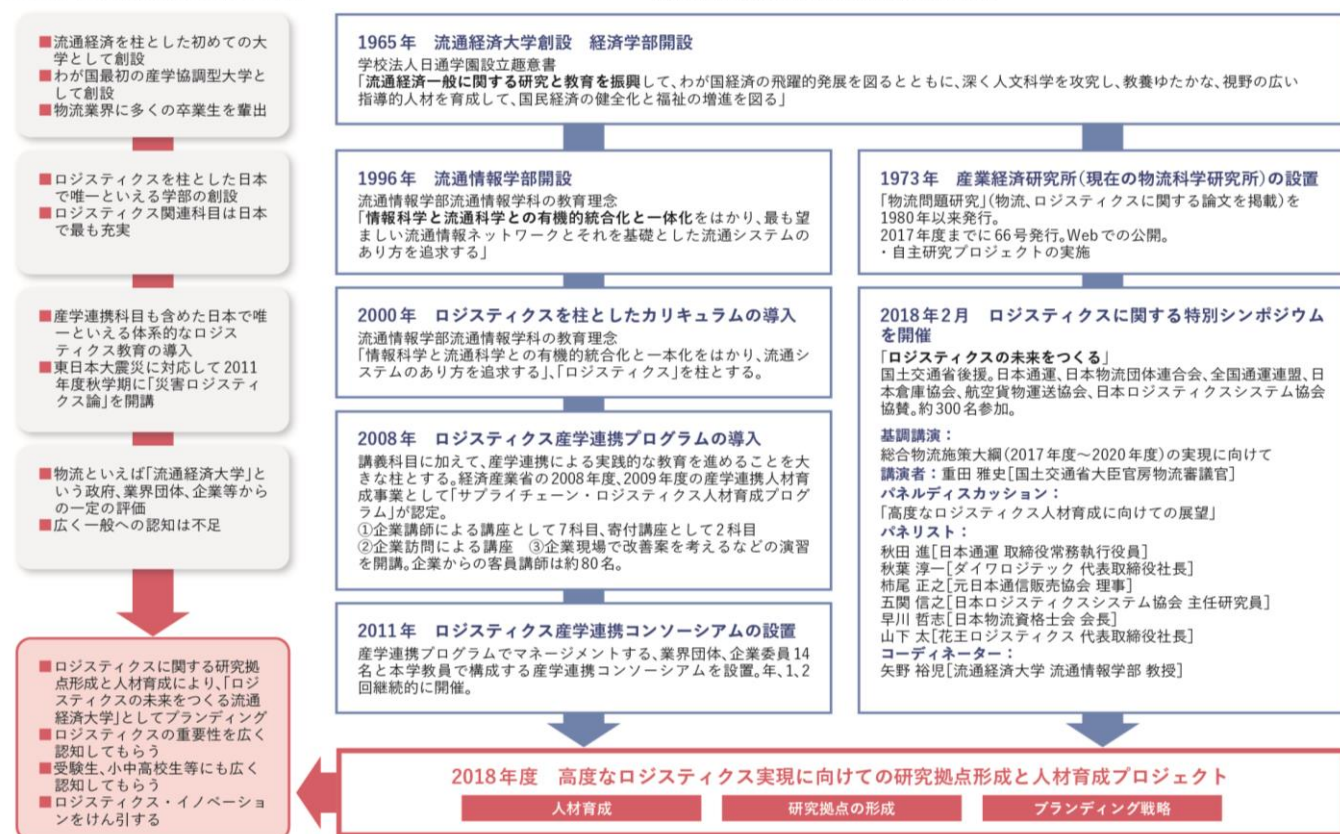 ■流通経済を柱とした初めての大
学として創設
■わが国最初の産学協調型大学と
して創設
■物流業界に多くの卒業生を輩出
■ロジスティクスを柱とした日本
で唯一といえる学部の創設
■ロジスティクス関連科目は日本
で最も充実
■産学連携科目も含めた日本で唯
一といえる体系的なロジス
ティクス教育の導入
■東日本大震災に対応して2011
年度秋学期に「災害ロジスティ
クス論」を開講
■物流といえば「流通経済大学」と
いう政府、業界団体、企業等から
の一定の評価
■広く一般への認知は不足
■ロジスティクスに関する研究拠
点形成と人材育成により、「ロジ
スティクスの未来をつくる流通
経済大学」としてブランディング
■ロジスティクスの重要性を広く
認知してもらう
■受験生、小中高校生等にも広く
認知してもらう
■ロジスティクス・イノベーショ
ンをけん引する
1965年 流通経済大学創設 経済学部開設
学校法人日通学園設立趣意書
「流通経済一般に関する研究と教育を振興して、わが国経済の飛躍的発展を図るとともに、深く人文科学を攻究し、教養ゆたかな、視野の広い
指導的人材を育成して、国民経済の健全化と福祉の増進を図る」
1996年 流通情報学部開設
流通情報学部流通情報学科の教育理念
「情報科学と流通科学との有機的統合化と一体化をはかり、最も望
ましい流通情報ネットワークとそれを基礎とした流通システムの
あり方を追求する」
2000年 ロジスティクスを柱としたカリキュラムの導入
流通情報学部流通情報学科の教育理念
「情報科学と流通科学との有機的統合化と一本化をはかり、流通シ
ステムのあり方を追求する」、「ロジスティクス」を柱とする。
2008年 ロジスティクス産学連携プログラムの導入
講義科目に加えて、産学連携による実践的な教育を進めることを大
きな柱とする。経済産業省の2008年度、2009年度の産学連携人材育
成事業として「サプライチェーン・ロジスティクス人材育成プログ
ラム」が認定。
①企業講師による講座として7科目、寄付講座として2科目
②企業訪問による講座 ③企業現場で改善案を考えるなどの演習
を開講。企業からの客員講師は約80名。
2011年 ロジスティクス産学連携コンソーシアムの設置
産学連携プログラムでマネージメントする、業界団体、企業委員14
名と本学教員で構成する産学連携コンソーシアムを設置。年、1、2
回継続的に開催。
1973年 産業経済研究所(現在の物流科学研究所)の設置
「物流問題研究」(物流、ロジスティクスに関する論文を掲載)を
1980年以来発行。
2017年度までに66号発行。Webでの公開。
・自主研究プロジェクトの実施
2018年2月 ロジスティクスに関する特別シンポジウム
を開催
「ロジスティクスの未来をつくる」
国土交通省後援。日本通運、日本物流団体連合会、全国通運連盟、日
本倉庫協会、航空貨物運送協会、日本ロジスティクスシステム協会
協賛。約300名参加。
基調講演：
総合物流施策大綱(2017年度～2020年度)の実現に向けて
講演者：重田 雅史[国土交通省大臣官房物流審議官]
パネルディスカッション：
「高度なロジスティクス人材育成に向けての展望」
パネリスト：
秋田 進[日本通運 取締役常務執行役員]
秋葉 淳一[ダイワロジテック 代表取締役社長]
柿尾 正之[元日本通信販売協会 理事]
五関 信之[日本ロジスティクスシステム協会 主任研究員]
早川 哲志[日本物流資格士会 会長]
山下 太[花王ロジスティクス 代表取締役社長]
コーディネーター：
矢野 裕児[流通経済大学 流通情報学部 教授]
2018年度 高度なロジスティクス実現に向けての研究拠点形成と人材育成プロジェクト
人材育成
研究拠点の形成
ブランディング戦略